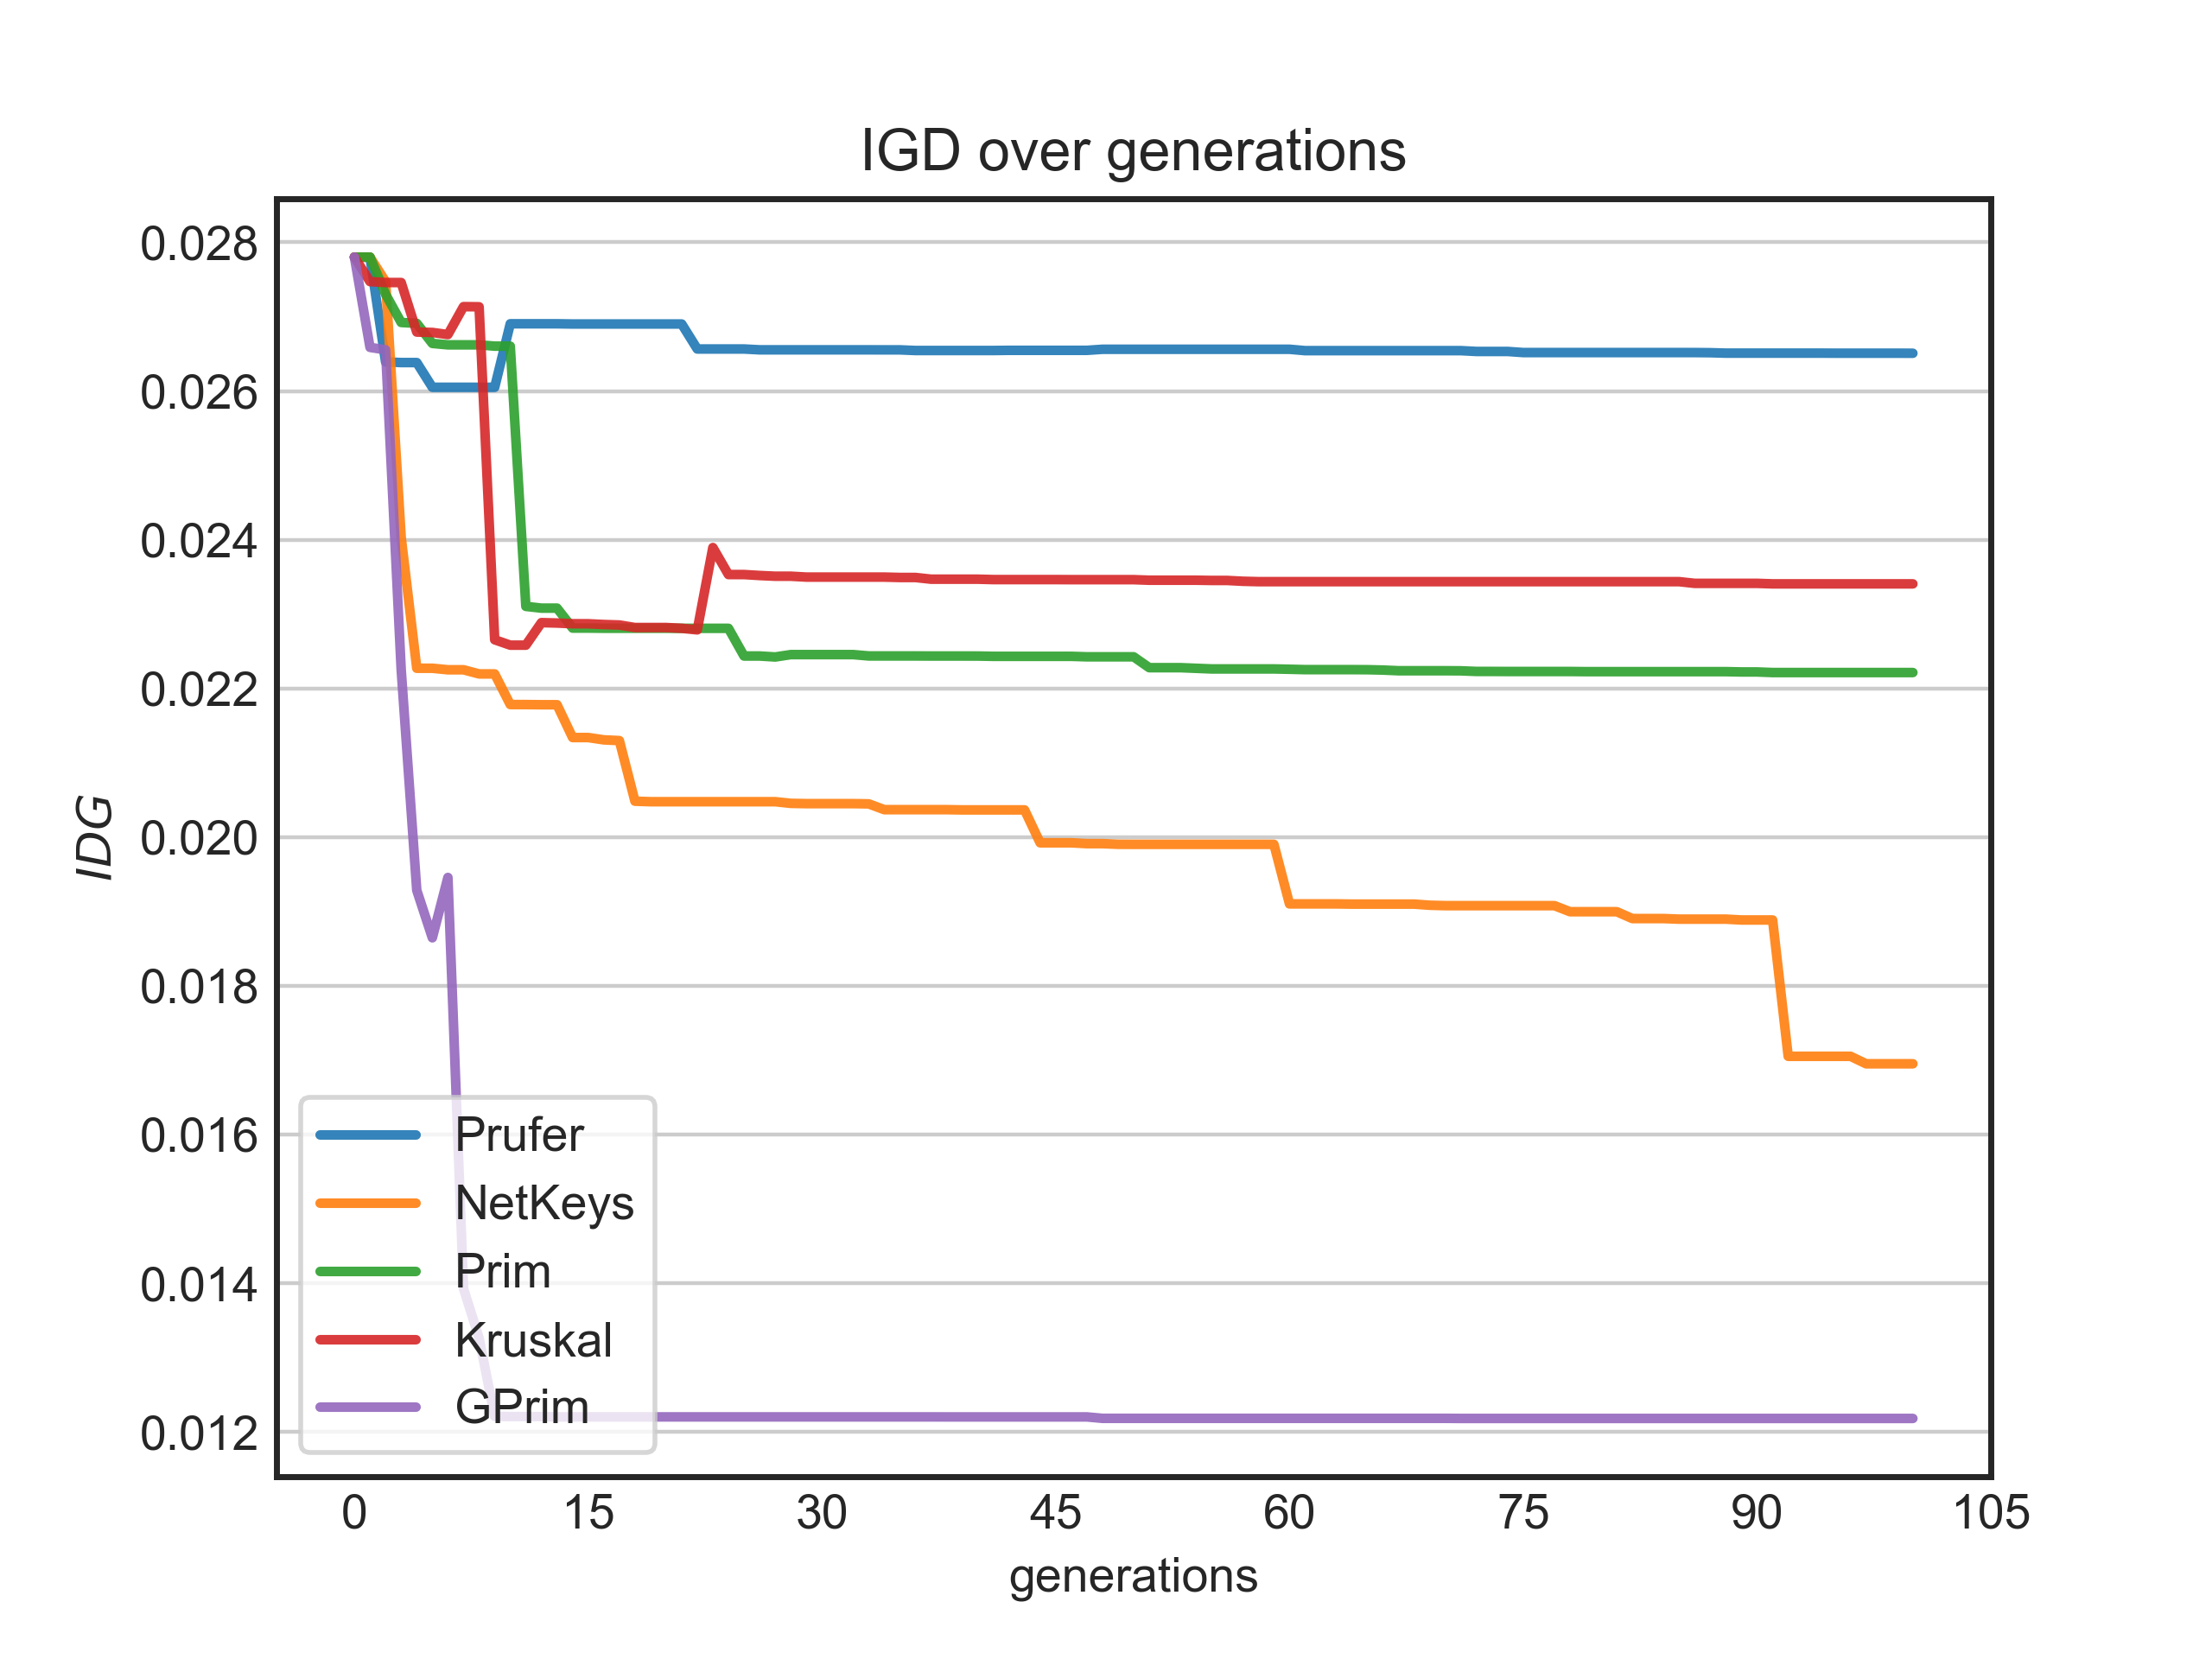 IGD over generations
IDG
0.028
0.026
0.024
0.022
0.020
0.018
0.016
0.014
0.012
Prufer
NetKeys
Prim
Kruskal
GPrim
0 15 30 45 60 75 90 105
generations